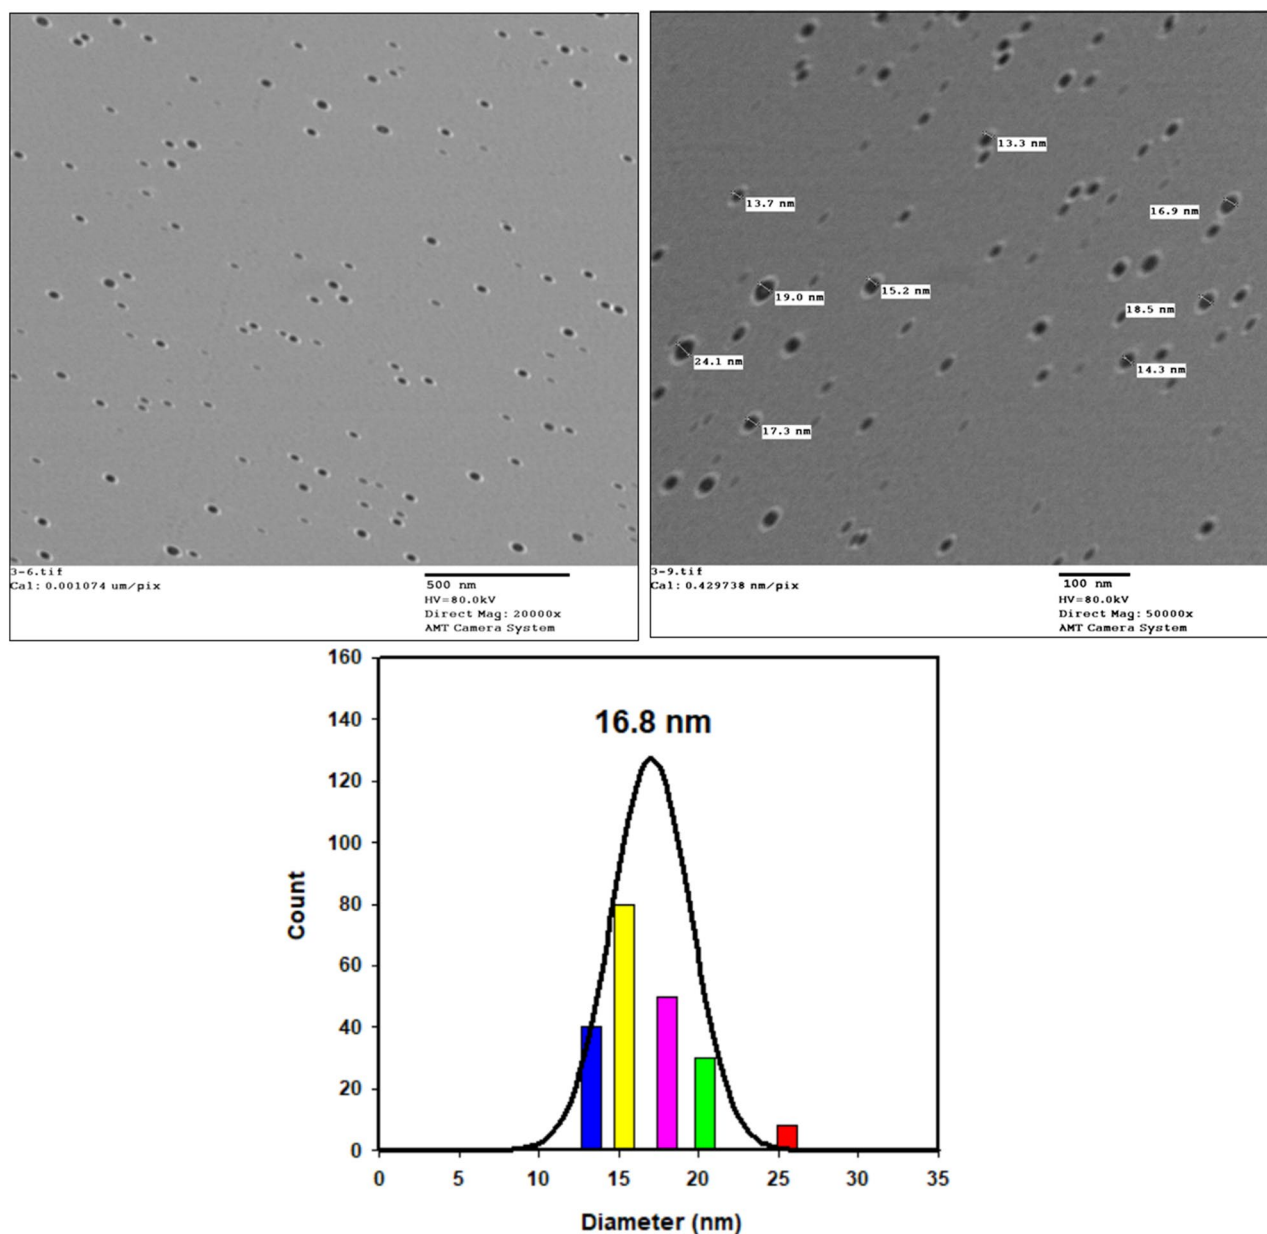 13.3 nm
13.7 nm
16.9 nm
19.0 nm
15.2 nm
18.5 nm
24.1 nm
14.3 nm
17.3 nm
3-6.tif
Cal: 0.001074 um/pix
500 nm
HV=80.0kV
Direct Mag: 20000x
AMT Camera System
3-9.tif
Cal: 0.429738 nm/pix
100 nm
HV=80.0kV
Direct Mag: 50000x
AMT Camera System
160
140
120
100
80
60
40
20
0
Count
16.8 nm
0 5 10 15 20 25 30 35
Diameter (nm)